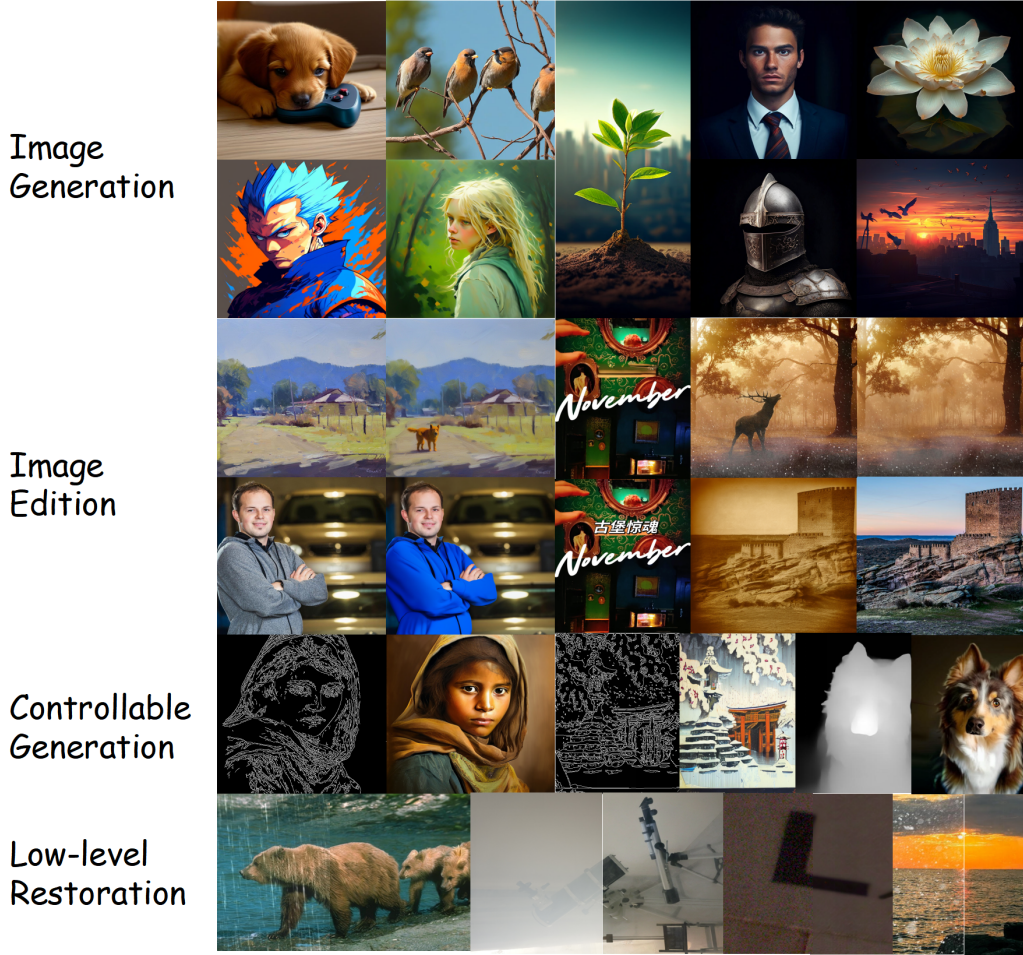 Image
Generation
Image
Edition
November
古堡惊魂
November
Controllable
Generation
Low-level
Restoration